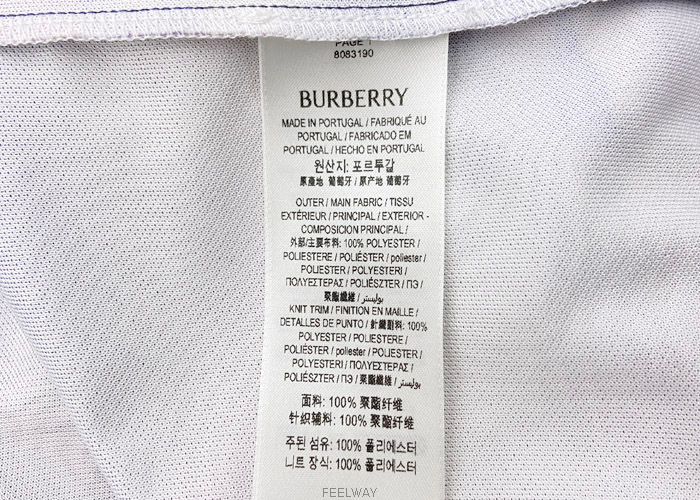 PAGE 1
8083190
BURBERRY
MADE IN PORTUGAL / FABRIQUÉ AU
PORTUGAL / FABRICADO EM
PORTUGAL / HECHO EN PORTUGAL
원산지: 포르투갈
原產地 葡萄牙 / 原产地 葡萄牙
OUTER / MAIN FABRIC / TISSU
EXTÉRIEUR / PRINCIPAL / EXTERIOR -
COMPOSICIÓN PRINCIPAL /
外部/主要布料: 100% POLYESTER /
POLIESTERE / POLIÉSTER / poliester /
POLIESTER / POLYESTERI /
ΠΟΛΥΕΣΤΕΡΑΣ / POLIÉSZTER / ПЭ /
聚酯纖維 / بوليستر
KNIT TRIM / FINITION EN MAILLE /
DETALLES DE PUNTO / 針織副料: 100%
POLYESTER / POLIESTERE /
POLIÉSTER / poliester / POLIESTER /
POLYESTERI / ΠΟΛΥΕΣΤΕΡΑΣ /
POLIÉSZTER / ПЭ / 聚酯纖維 / بوليستر
面料: 100% 聚酯纤维
针织辅料: 100% 聚酯纤维
주된 섬유: 100% 폴리에스터
니트 장식: 100% 폴리에스터
FEELWAY